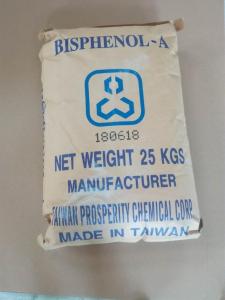 BISPHENOL-A
180618
NET WEIGHT 25 KGS
MANUFACTURER
TAIWAN PROSPERITY CHEMICAL CORP.
MADE IN TAIWAN